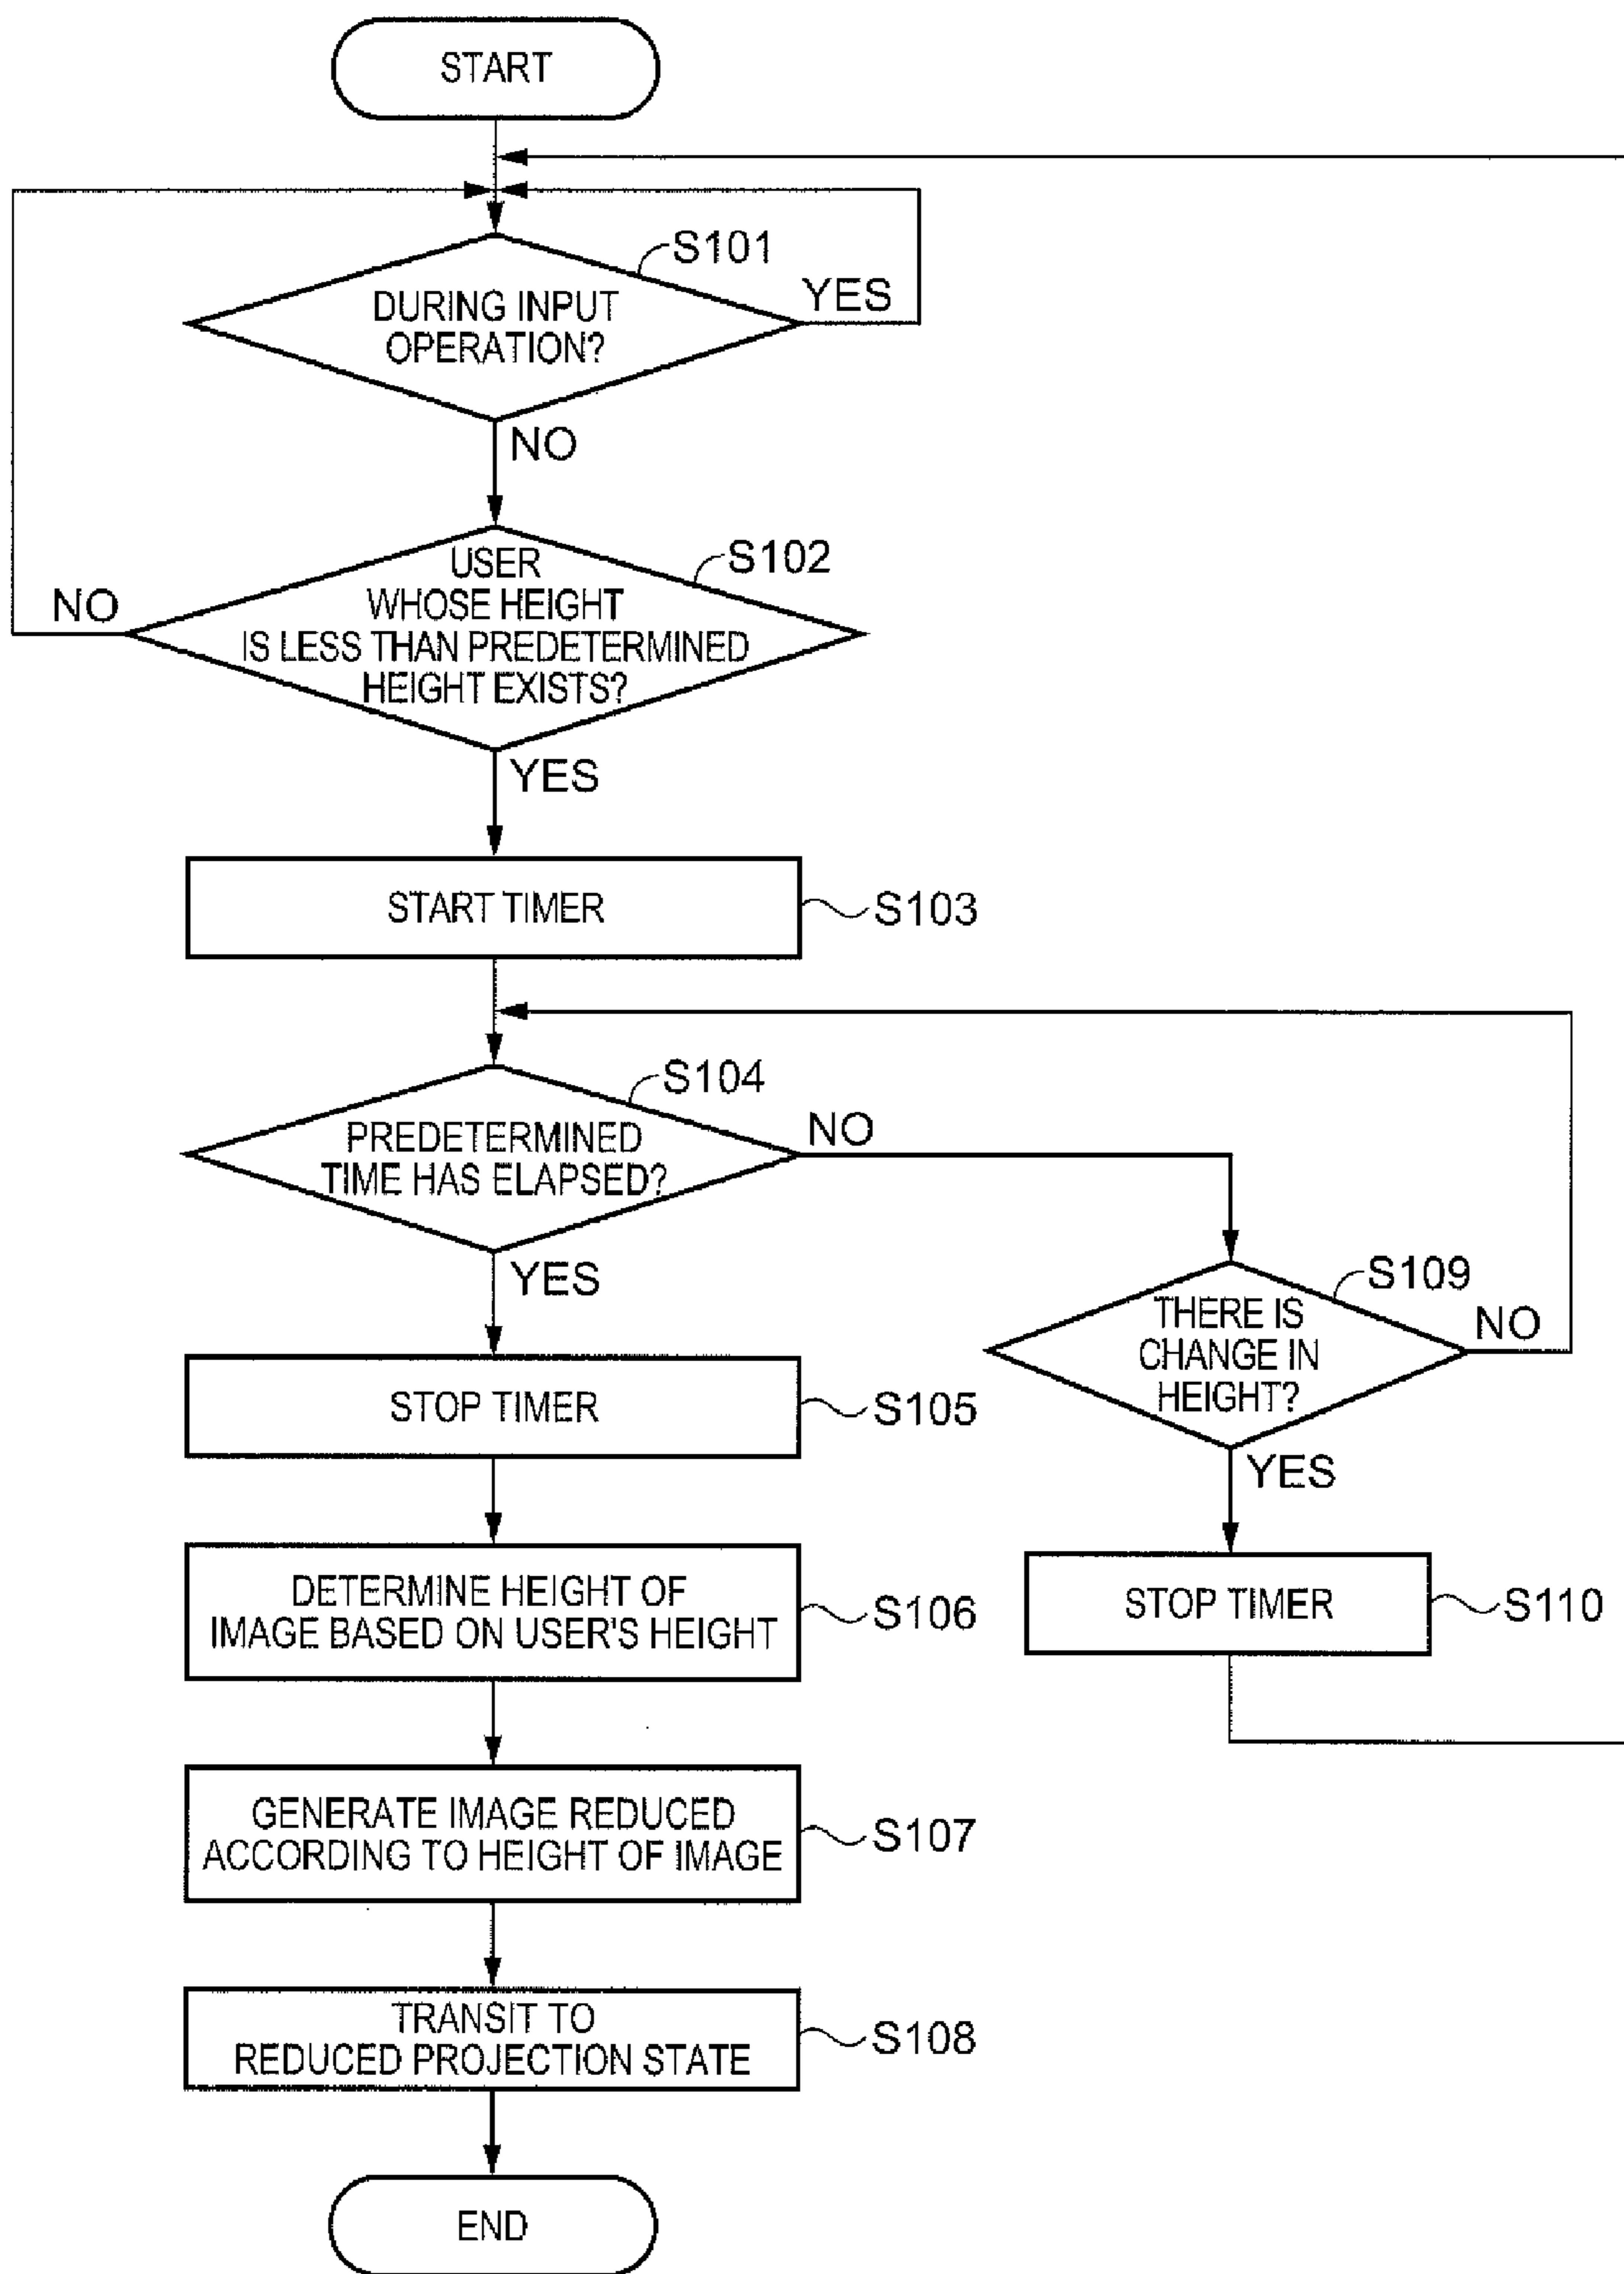 START
S101
DURING INPUT
OPERATION?
YES
NO
S102
USER
WHOSE HEIGHT
IS LESS THAN PREDETERMINED
HEIGHT EXISTS?
NO
YES
START TIMER
S103
S104
PREDETERMINED
TIME HAS ELAPSED?
NO
YES
S109
THERE IS
CHANGE IN
HEIGHT?
NO
YES
STOP TIMER
S105
DETERMINE HEIGHT OF
IMAGE BASED ON USER'S HEIGHT
S106
STOP TIMER
S110
GENERATE IMAGE REDUCED
ACCORDING TO HEIGHT OF IMAGE
S107
TRANSIT TO
REDUCED PROJECTION STATE
S108
END